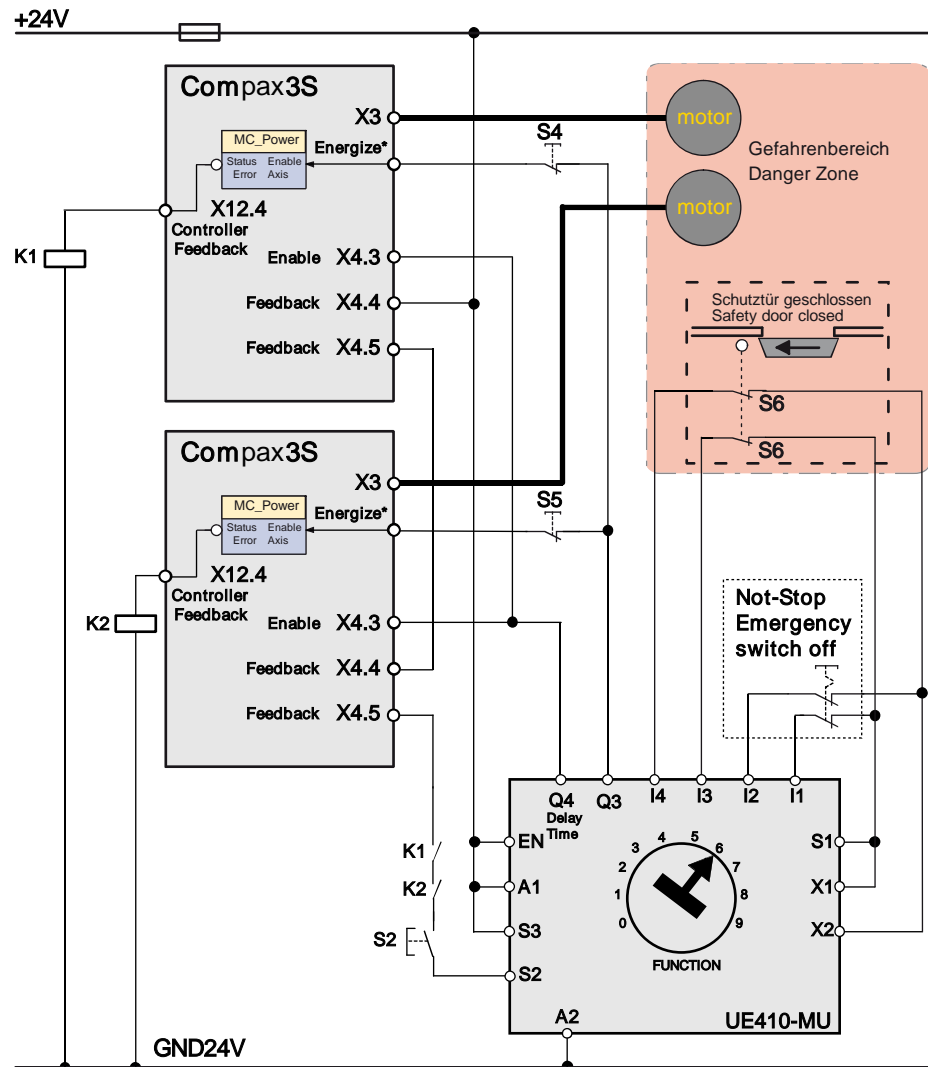 +24V
Compax3S
X3
MC_Power
Status Enable
Error Axis
Energize*
X12.4
Controller
Feedback
Enable X4.3
Feedback X4.4
Feedback X4.5
K1
S4
motor
motor
Gefahrenbereich
Danger Zone
Schutztür geschlossen
Safety door closed
S6
S6
Compax3S
X3
MC_Power
Status Enable
Error Axis
Energize*
X12.4
Controller
Feedback
Enable X4.3
Feedback X4.4
Feedback X4.5
K2
S5
Not-Stop
Emergency
switch off
K1
K2
S2
Q4
Delay
Time
Q3
I4
I3
I2
I1
EN
A1
S3
S2
S1
X1
X2
0
1
2
3
4
5
6
7
8
9
FUNCTION
A2
UE410-MU
GND24V